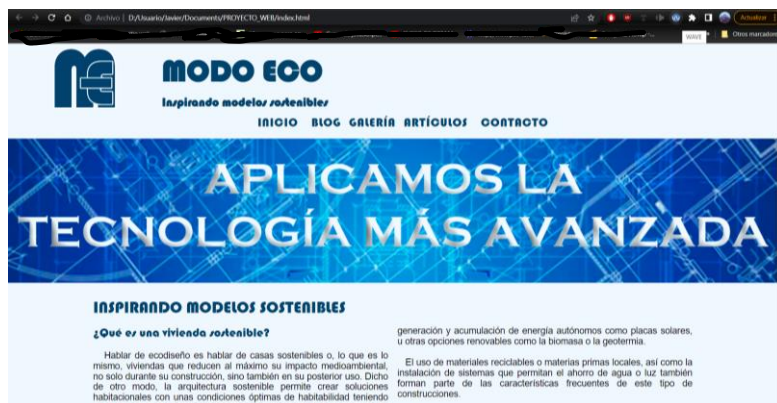 Archivo | D:/Usuario/Javier/Documents/PROYECTO_WEB/index.html
Actualizar
WAVE
Otros marcadores
MODO ECO
Inspirando modelos sostenibles
INICIO BLOG GALERÍA ARTÍCULOS CONTACTO
APLICAMOS LA
TECNOLOGÍA MÁS AVANZADA
INSPIRANDO MODELOS SOSTENIBLES
¿Qué es una vivienda sostenible?
Hablar de ecodiseño es hablar de casas sostenibles o, lo que es lo
mismo, viviendas que reducen al máximo su impacto medioambiental,
no solo durante su construcción, sino también en su posterior uso. Dicho
de otro modo, la arquitectura sostenible permite crear soluciones
habitacionales con unas condiciones óptimas de habitabilidad teniendo
generación y acumulación de energía autónomos como placas solares,
u otras opciones renovables como la biomasa o la geotermia.
El uso de materiales reciclables o materias primas locales, así como la
instalación de sistemas que permitan el ahorro de agua o luz también
forman parte de las características frecuentes de este tipo de
construcciones.